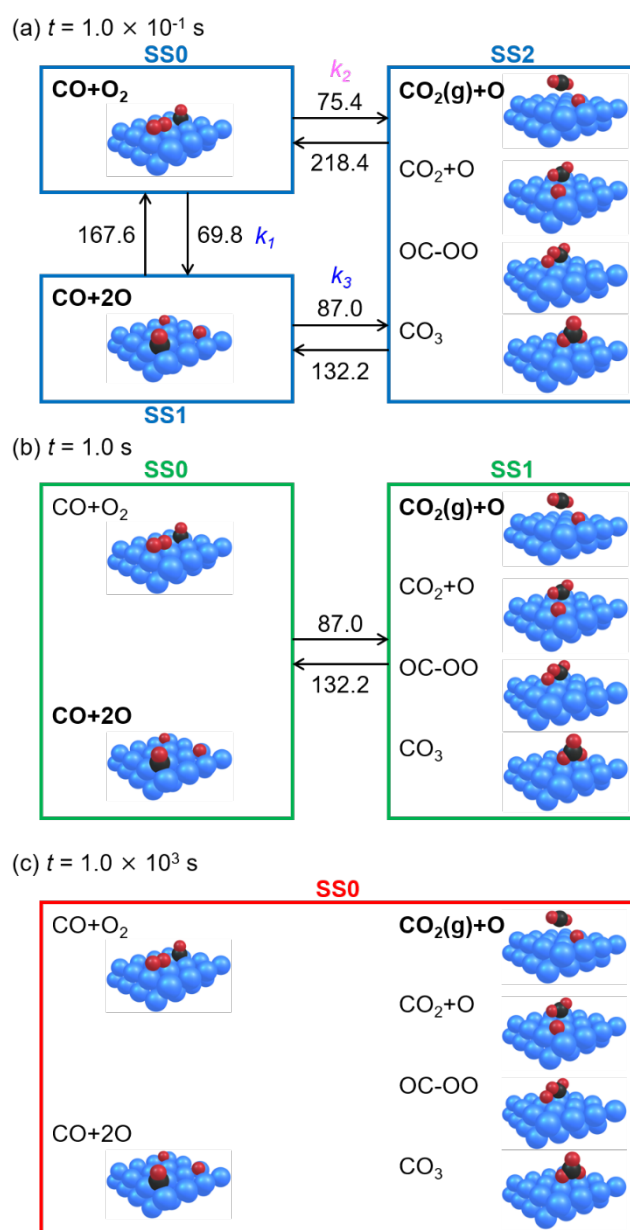 (a) t = 1.0 × 10⁻¹ s
SS0
SS2
CO+O₂
k₂
75.4
218.4
CO₂(g)+O
CO₂+O
167.6
69.8
k₁
OC-OO
CO+2O
k₃
87.0
132.2
CO₃
SS1
(b) t = 1.0 s
SS0
SS1
CO+O₂
CO₂(g)+O
CO₂+O
87.0
132.2
OC-OO
CO+2O
CO₃
(c) t = 1.0 × 10³ s
SS0
CO+O₂
CO₂(g)+O
CO₂+O
OC-OO
CO+2O
CO₃